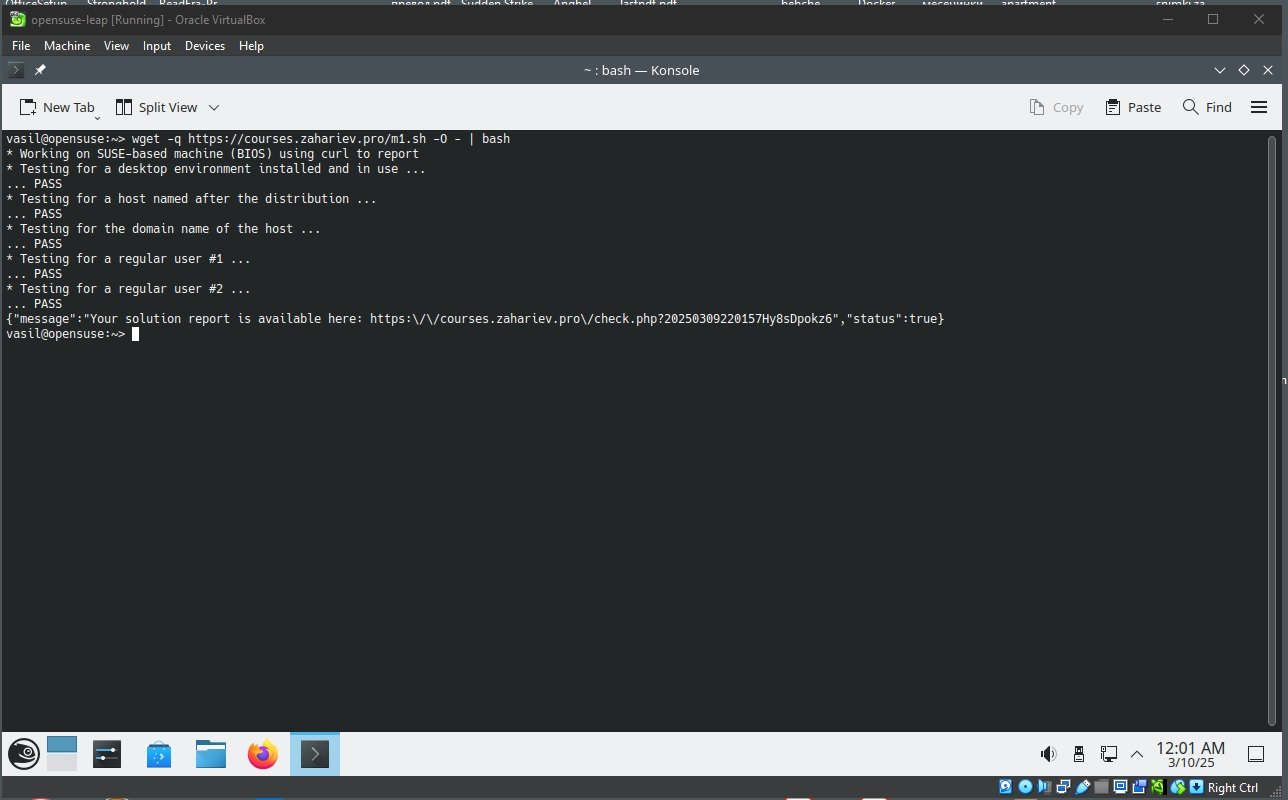 opensuse-leap [Running] - Oracle VirtualBox
File Machine View Input Devices Help
~ : bash — Konsole
New Tab Split View Copy Paste Find
vasil@opensuse:~> wget -q https://courses.zahariev.pro/m1.sh -O - | bash
* Working on SUSE-based machine (BIOS) using curl to report
* Testing for a desktop environment installed and in use ...
... PASS
* Testing for a host named after the distribution ...
... PASS
* Testing for the domain name of the host ...
... PASS
* Testing for a regular user #1 ...
... PASS
* Testing for a regular user #2 ...
... PASS
{"message":"Your solution report is available here: https:\/\/courses.zahariev.pro\/check.php?20250309220157Hy8sDpokz6","status":true}
vasil@opensuse:~>
12:01 AM
3/10/25
Right Ctrl